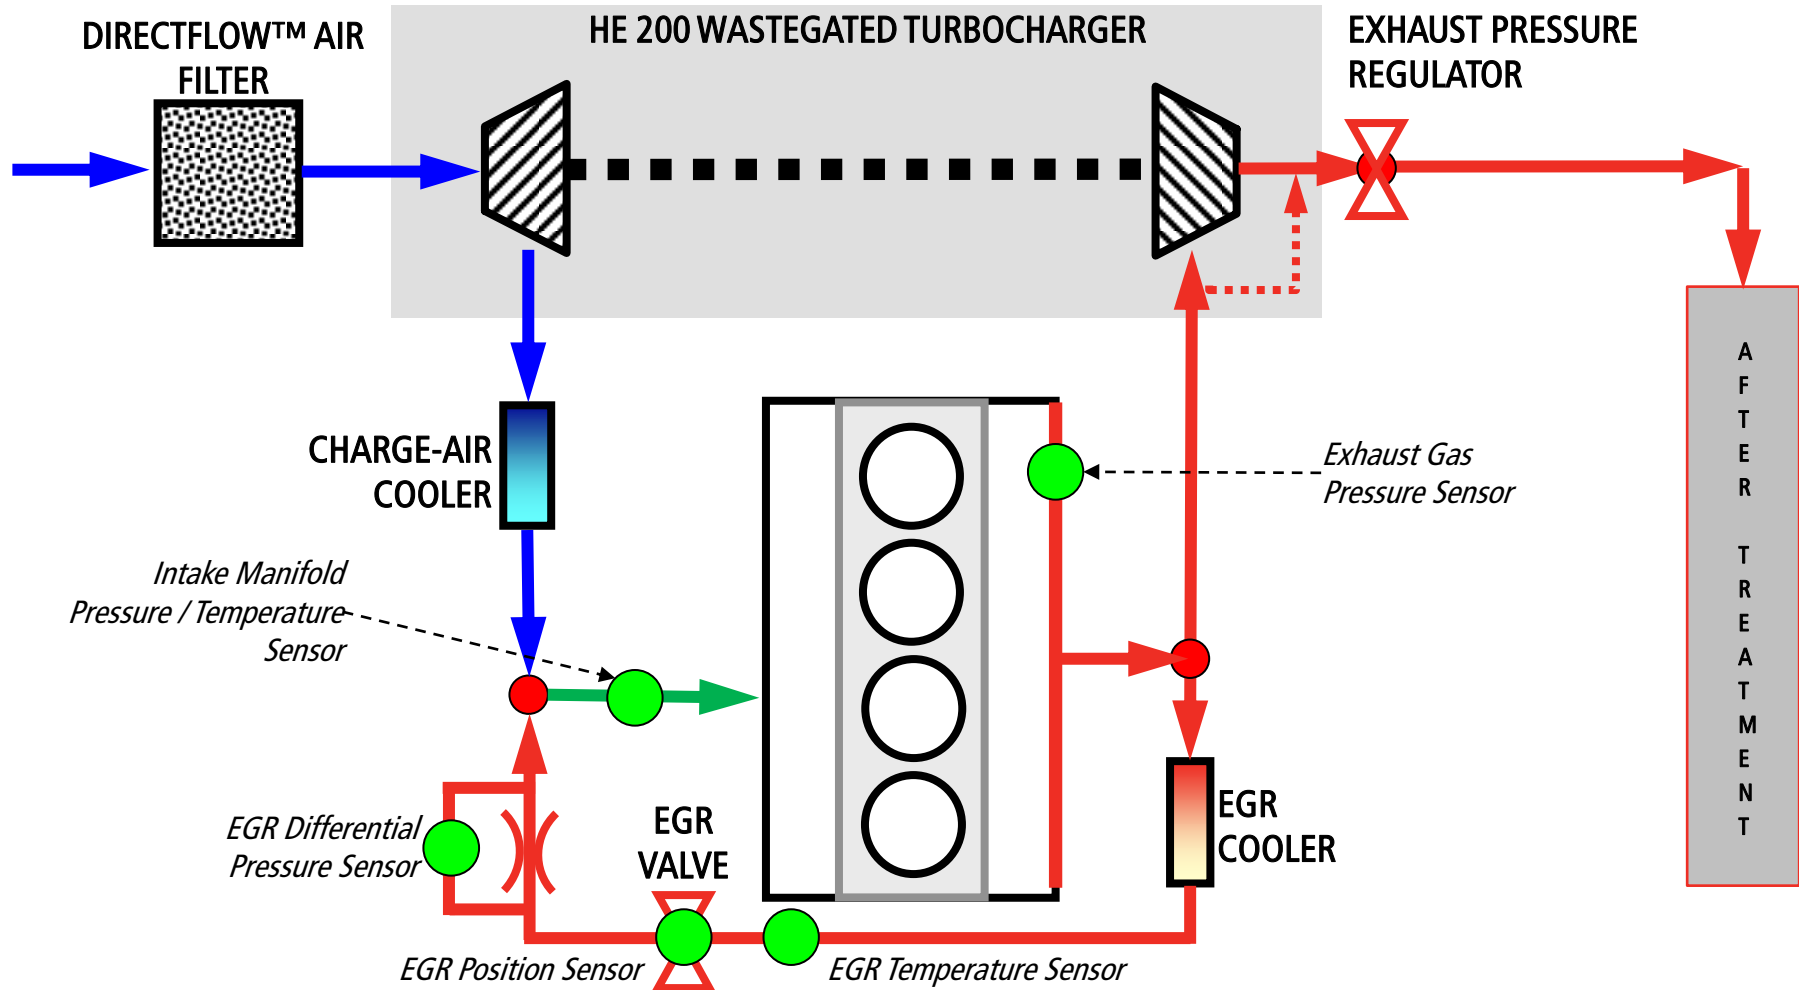 DIRECTFLOW™ AIR
FILTER
HE 200 WASTEGATED TURBOCHARGER
EXHAUST PRESSURE
REGULATOR
CHARGE-AIR
COOLER
Exhaust Gas
Pressure Sensor
Intake Manifold
Pressure / Temperature
Sensor
EGR Differential
Pressure Sensor
EGR
VALVE
EGR
COOLER
EGR Position Sensor
EGR Temperature Sensor
A
F
T
E
R
T
R
E
A
T
M
E
N
T